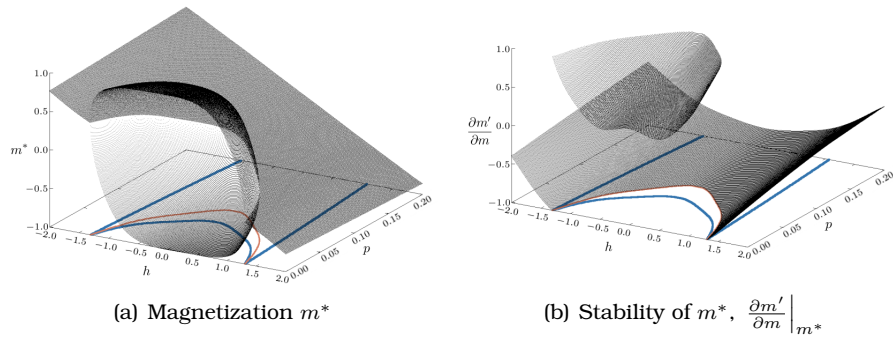 1.0
0.5
m*
0.0
−0.5
−1.0
−2.0 −1.5 −1.0 −0.5 0.0 0.5 1.0 1.5 2.0
h
0.00 0.05 0.10 0.15 0.20
p
1.0
0.5
∂m′/∂m
0.0
−0.5
−1.0
−2.0 −1.5 −1.0 −0.5 0.0 0.5 1.0 1.5 2.0
h
0.00 0.05 0.10 0.15 0.20
p
(a) Magnetization m*
(b) Stability of m*, ∂m′/∂m |m*